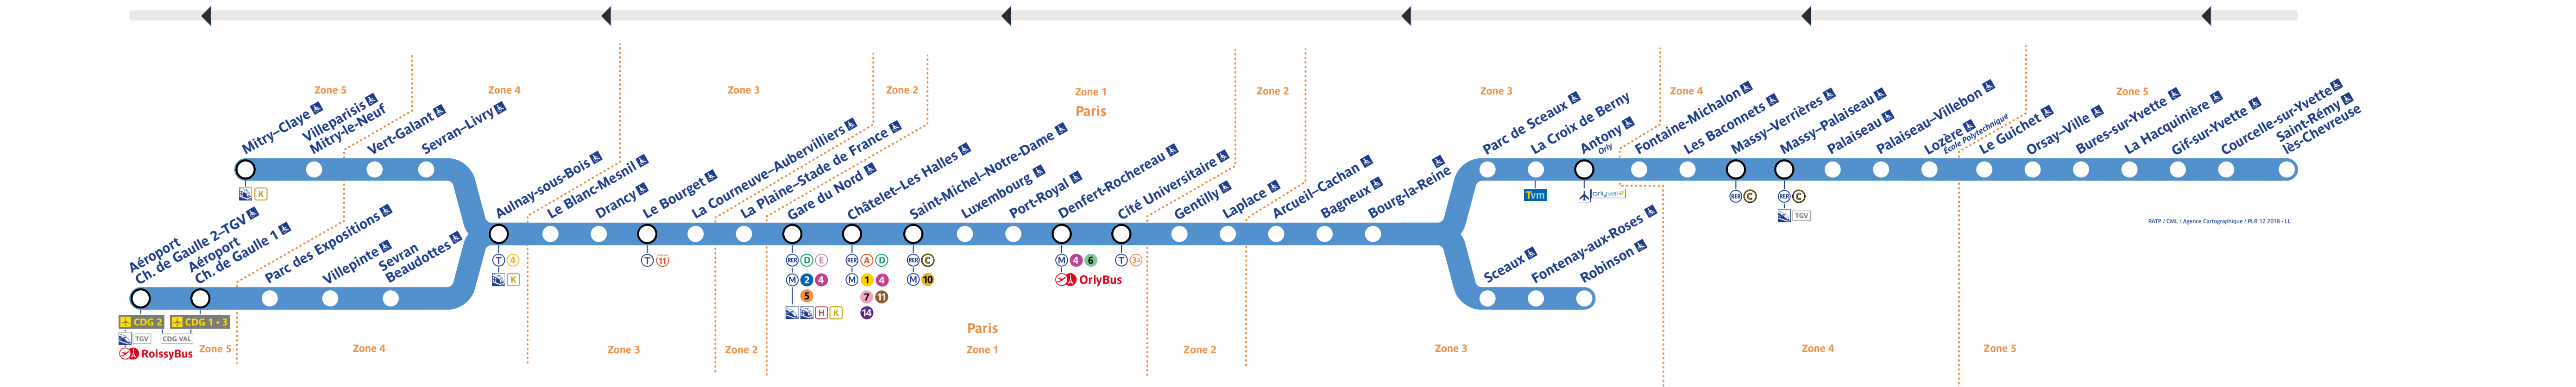 Zone 5
Zone 4
Zone 3
Zone 2
Zone 1
Paris
Zone 2
Zone 3
Zone 4
Zone 5
Mitry–Claye
Villeparisis
Mitry-le-Neuf
Vert-Galant
Sevran–Livry
K
Aéroport
Ch. de Gaulle 2–TGV
Aéroport
Ch. de Gaulle 1
Parc des Expositions
Villepinte
Sevran
Beaudottes
CDG 2
CDG 1 • 3
TGV
CDG VAL
RoissyBus
Aulnay-sous-Bois
T 4
K
Le Blanc-Mesnil
Drancy
Le Bourget
T 11
La Courneuve–Aubervilliers
La Plaine–Stade de France
Gare du Nord
RER D E
M 2 4
5
H K
Châtelet–Les Halles
RER A D
M 1 4
7 11
14
Saint-Michel–Notre-Dame
RER C
M 10
Luxembourg
Port-Royal
Denfert-Rochereau
M 4 6
OrlyBus
Cité Universitaire
T 3a
Gentilly
Laplace
Arcueil–Cachan
Bagneux
Bourg-la-Reine
Parc de Sceaux
La Croix de Berny
Tvm
Antony
Orly
orlyval
Fontaine-Michalon
Les Baconnets
Massy–Verrières
RER C
Massy–Palaiseau
RER C
TGV
Palaiseau
Palaiseau–Villebon
Lozère
École Polytechnique
Le Guichet
Orsay–Ville
Bures-sur-Yvette
La Hacquinière
Gif-sur-Yvette
Courcelle-sur-Yvette
Saint-Rémy
lès-Chevreuse
Sceaux
Fontenay-aux-Roses
Robinson
RATP / CML / Agence Cartographique / PLR 12 2018 - LL
Zone 5
Zone 4
Zone 3
Zone 2
Paris
Zone 1
Zone 2
Zone 3
Zone 4
Zone 5